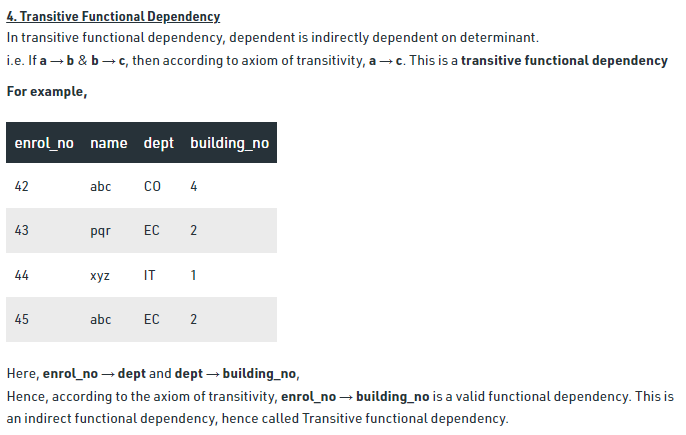 4. Transitive Functional Dependency
In transitive functional dependency, dependent is indirectly dependent on determinant.
i.e. If a → b & b → c, then according to axiom of transitivity, a → c. This is a transitive functional dependency
For example,
enrol_no name dept building_no
42 abc CO 4
43 pqr EC 2
44 xyz IT 1
45 abc EC 2
Here, enrol_no → dept and dept → building_no,
Hence, according to the axiom of transitivity, enrol_no → building_no is a valid functional dependency. This is
an indirect functional dependency, hence called Transitive functional dependency.